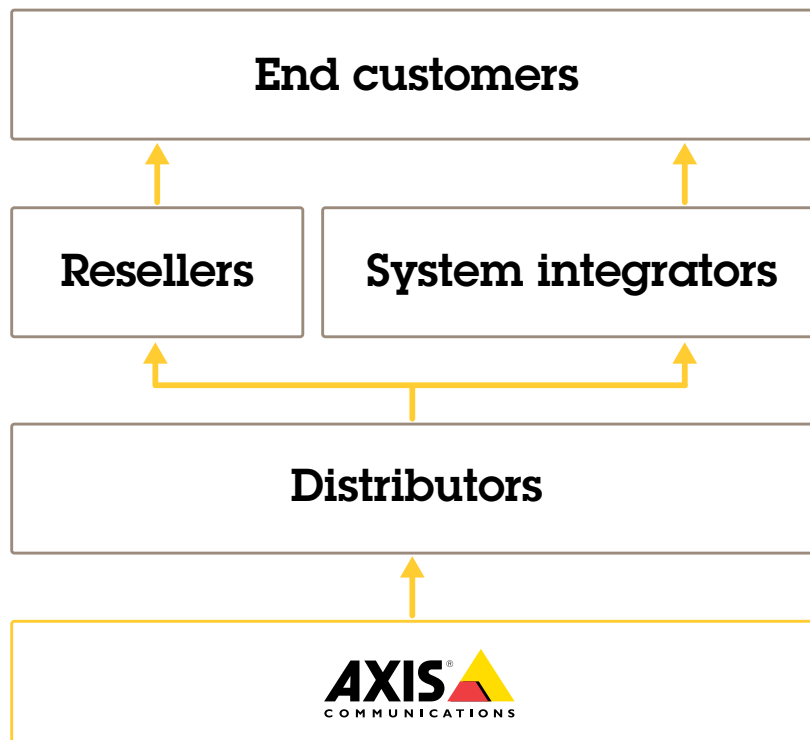 End customers
Resellers
System integrators
Distributors
AXIS®
COMMUNICATIONS